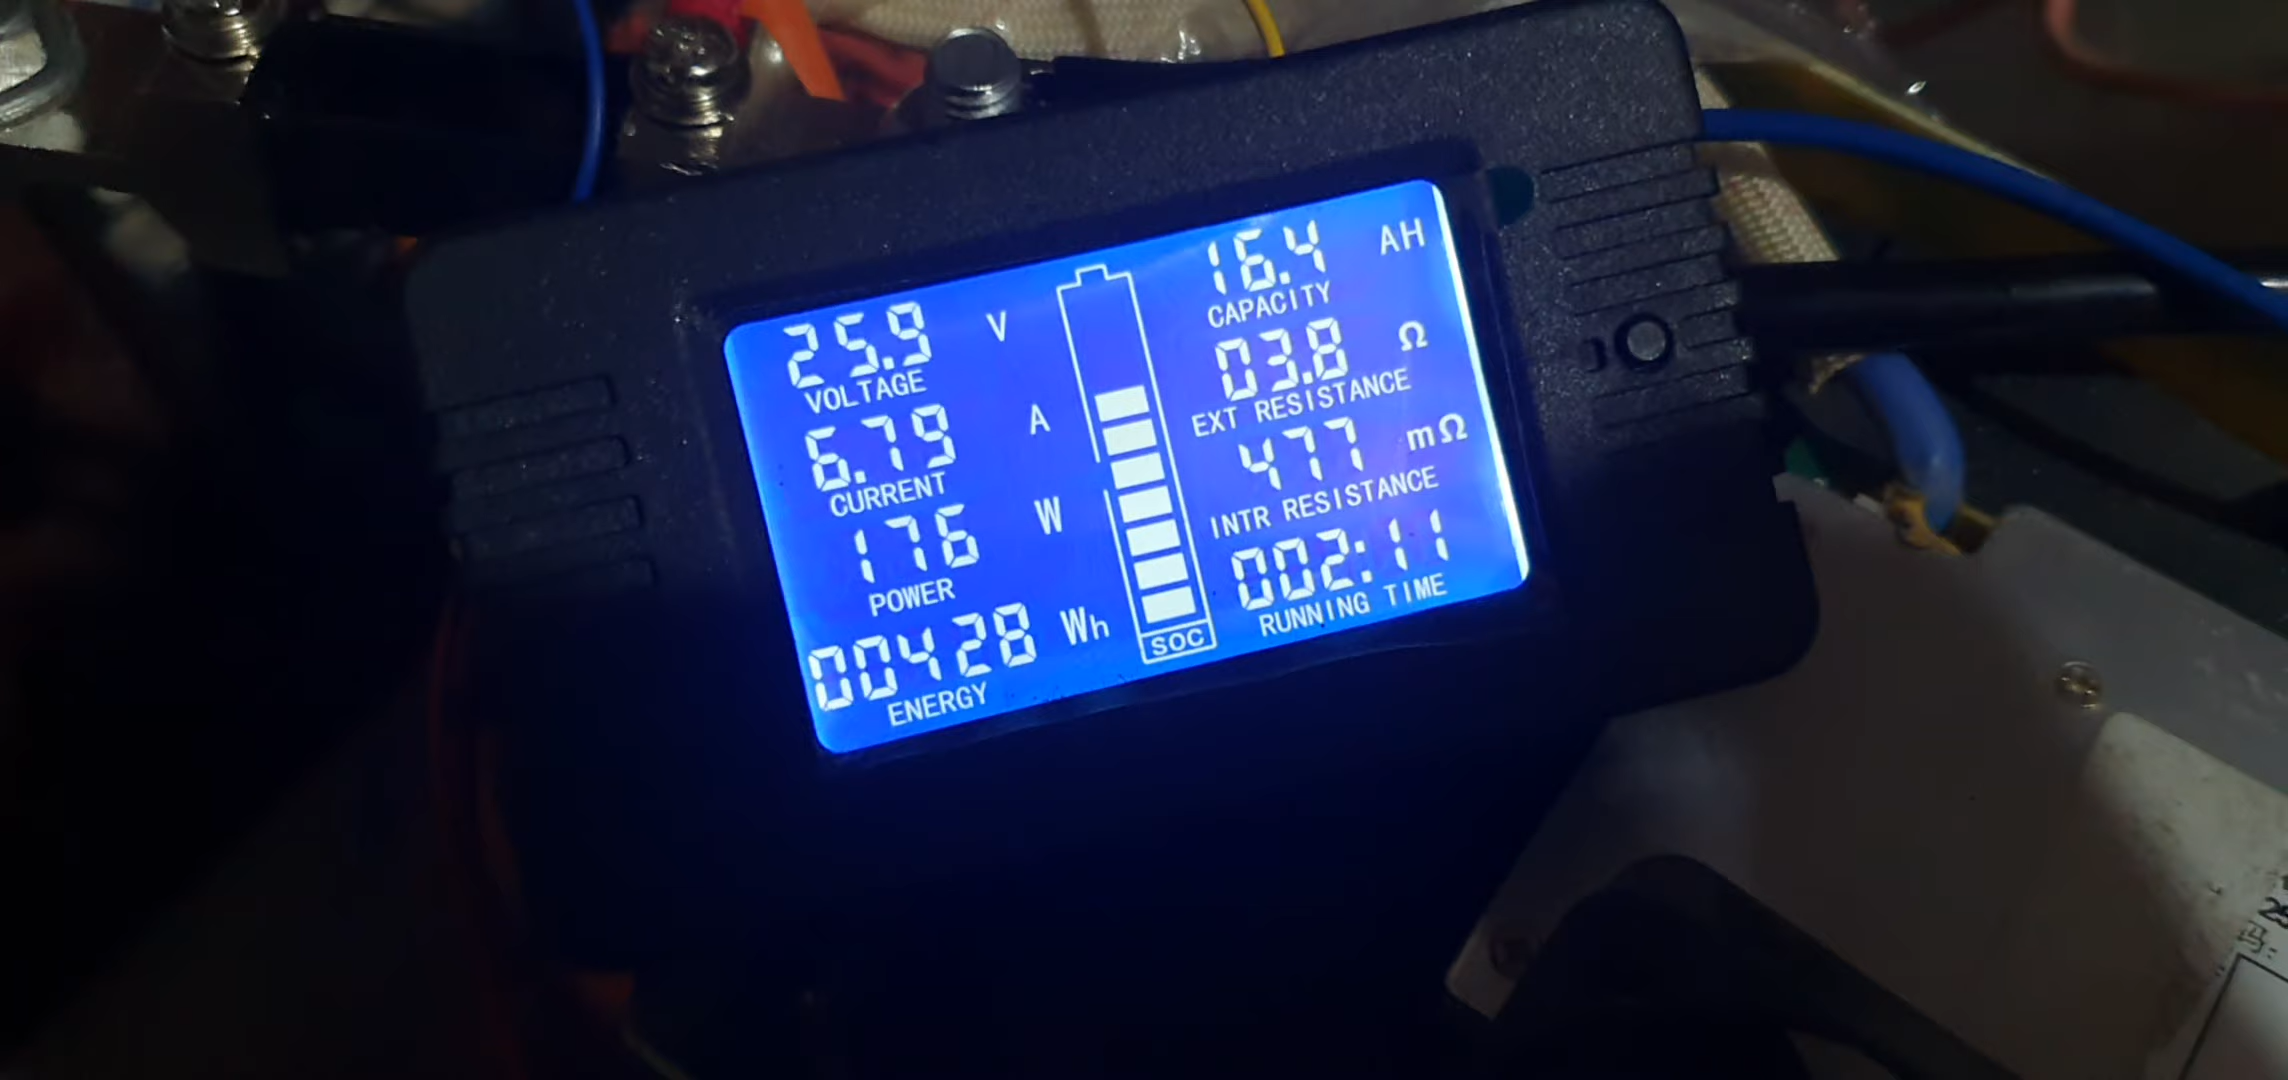 25.9 V
VOLTAGE
6.79 A
CURRENT
176 W
POWER
00428 Wh
ENERGY
SOC
16.4 AH
CAPACITY
03.8 Ω
EXT RESISTANCE
477 mΩ
INTR RESISTANCE
002:11
RUNNING TIME